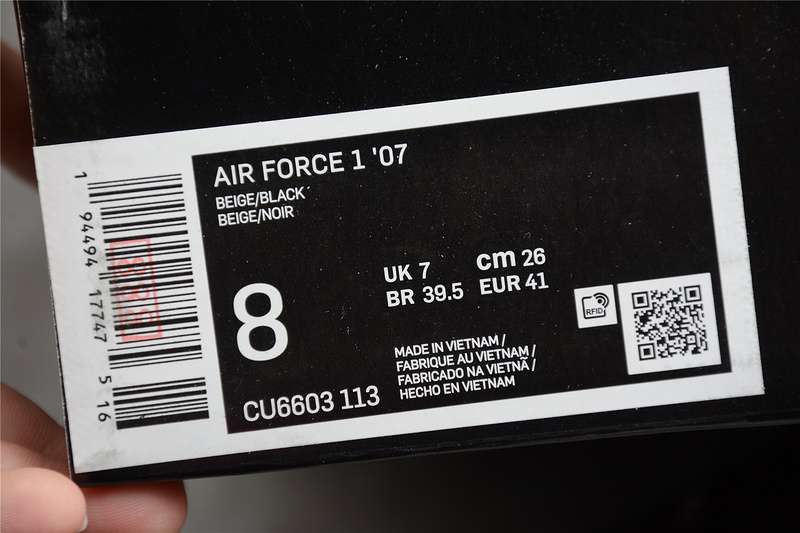 AIR FORCE 1 '07
BEIGE/BLACK
BEIGE/NOIR
8
UK 7
cm 26
BR 39.5
EUR 41
RFID
MADE IN VIETNAM /
FABRIQUE AU VIETNAM /
FABRICADO NA VIETNÃ /
HECHO EN VIETNAM
CU6603 113
1 94494 17747 5 16